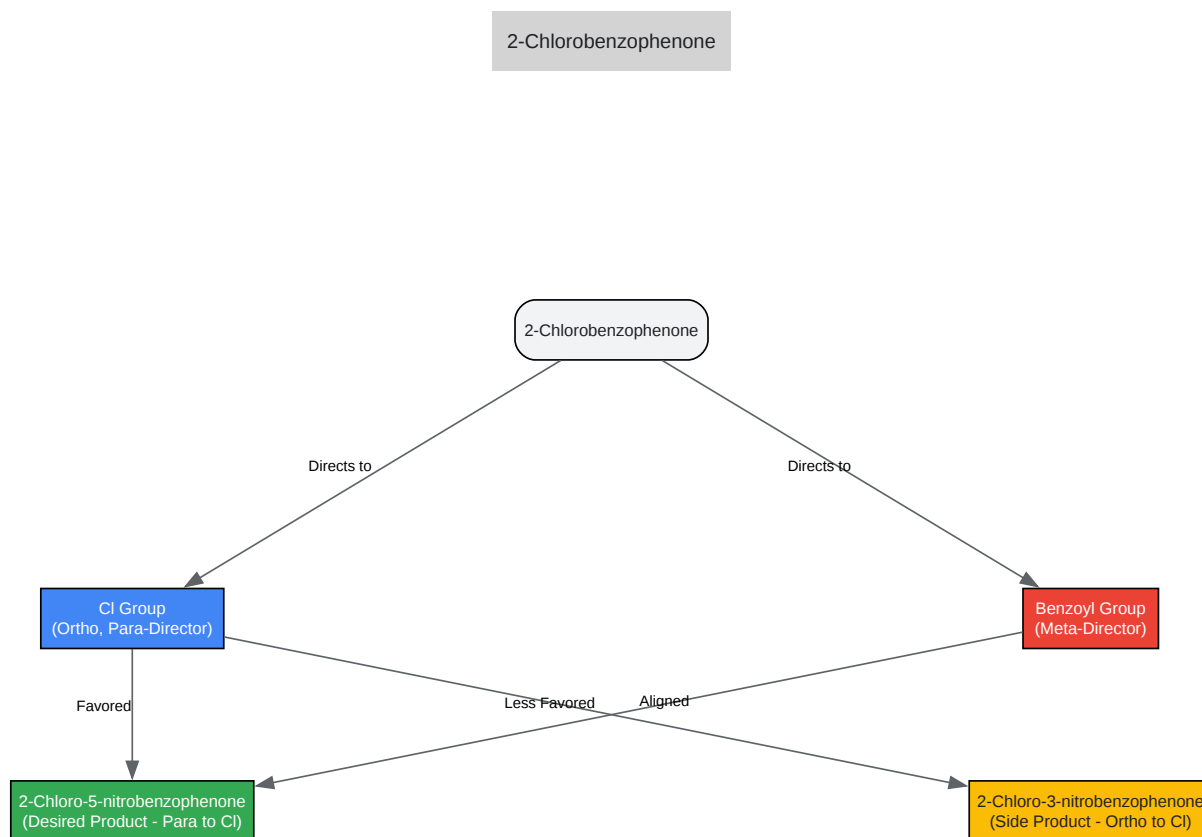 2-Chlorobenzophenone
2-Chlorobenzophenone
Directs to
Directs to
Cl Group
(Ortho, Para-Director)
Benzoyl Group
(Meta-Director)
Favored
Less Favored
Aligned
2-Chloro-5-nitrobenzophenone
(Desired Product - Para to Cl)
2-Chloro-3-nitrobenzophenone
(Side Product - Ortho to Cl)